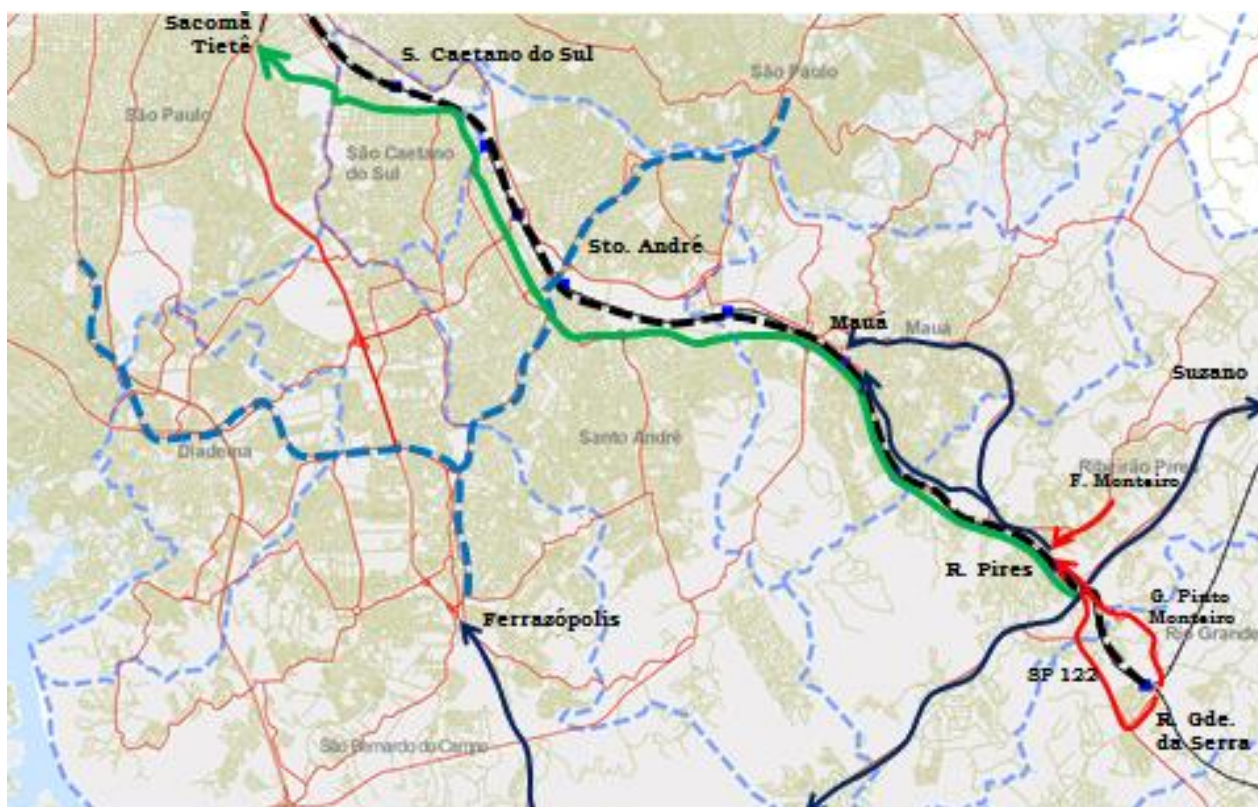 Sacomã
Tietê
S. Caetano do Sul
São Paulo
São Paulo
São Caetano
do Sul
Sto. André
Mauá
Mauá
Suzano
Diadema
Santo André
Ribeirão Pires
F. Monteiro
R. Pires
G. Pinto
Monteiro
Rio Grande
Ferrazópolis
SP 122
R. Gde.
da Serra
São Bernardo do Campo